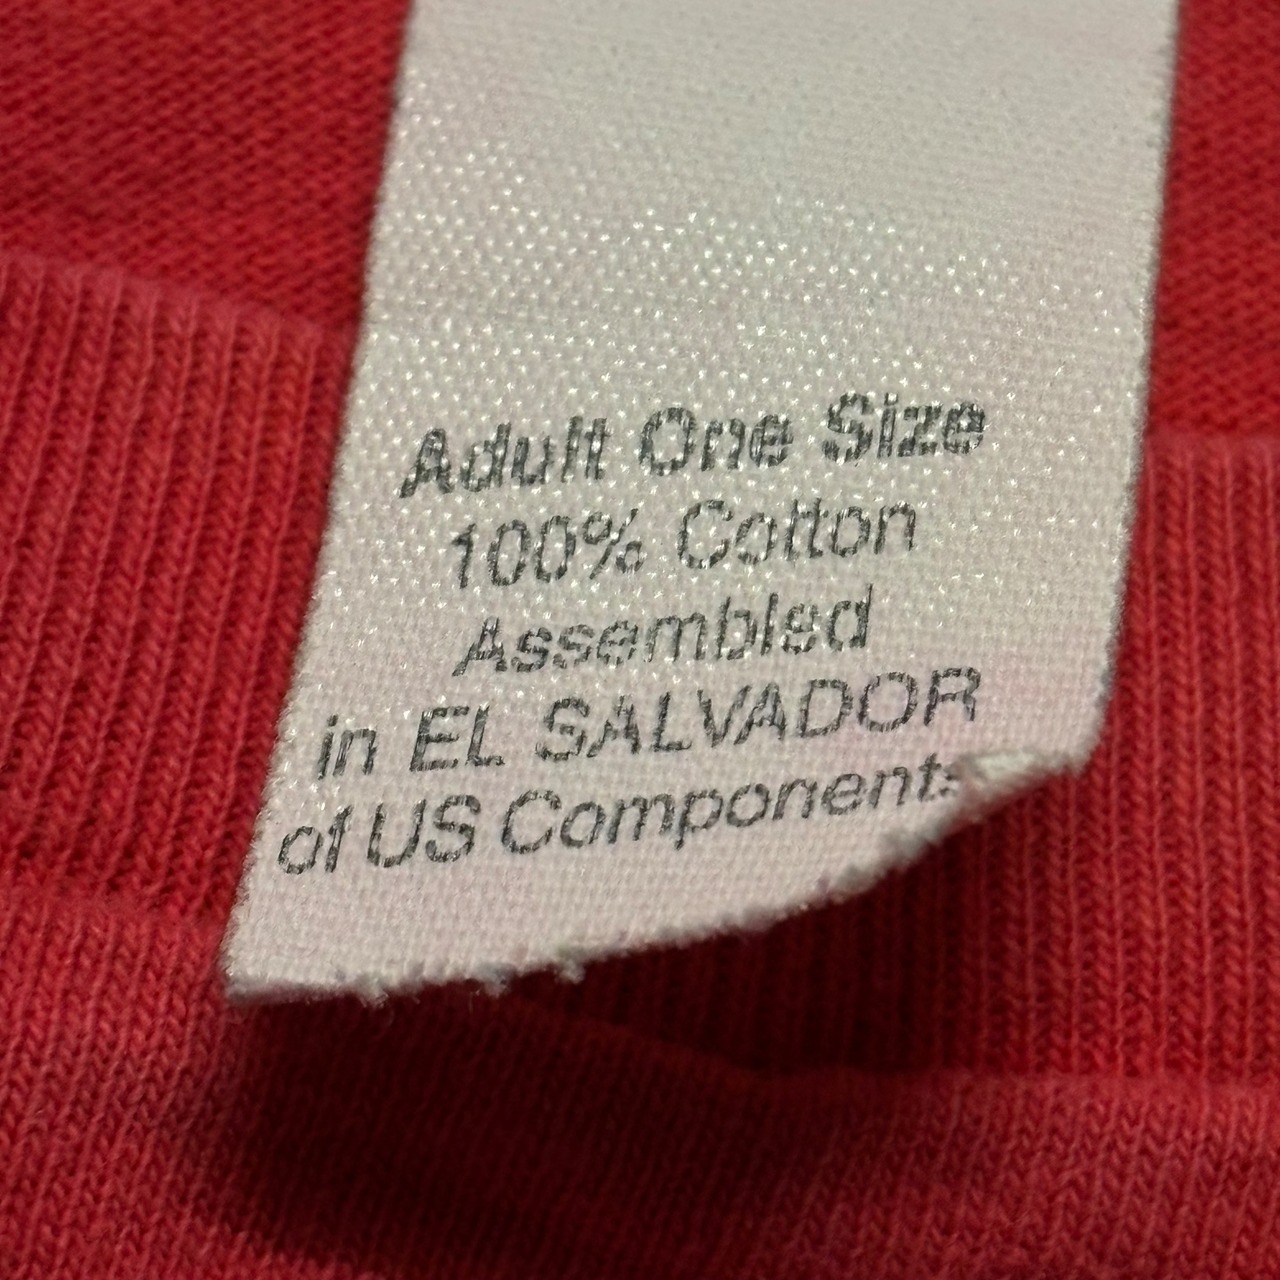 Adult One Size
100% Cotton
Assembled
in EL SALVADOR
of US Components